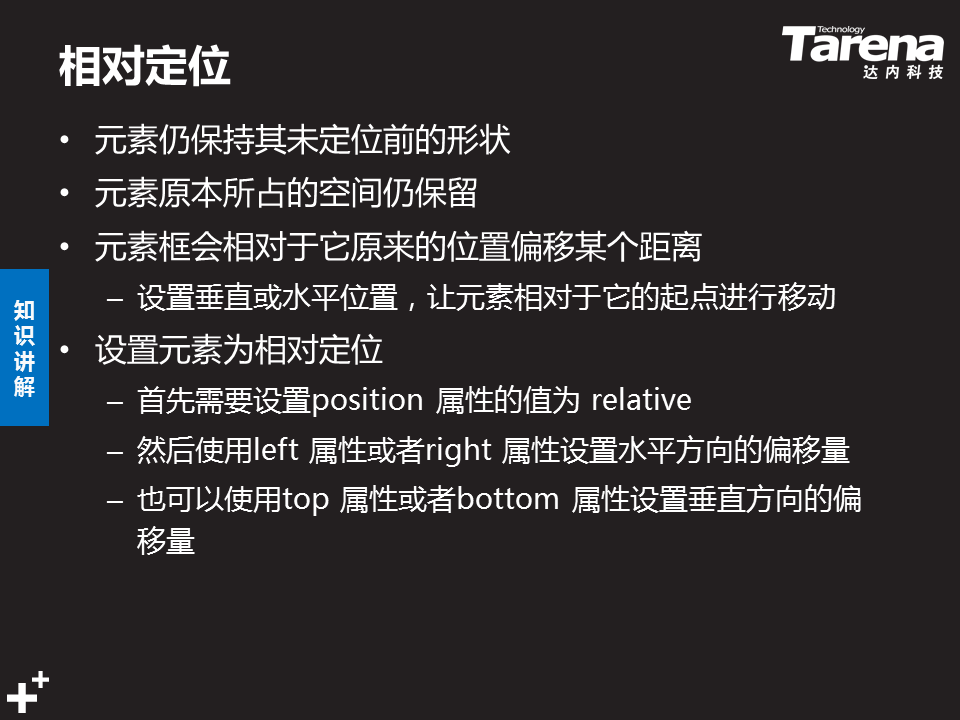 相对定位
Technology
Tarena
达内科技
• 元素仍保持其未定位前的形状
• 元素原本所占的空间仍保留
• 元素框会相对于它原来的位置偏移某个距离
– 设置垂直或水平位置，让元素相对于它的起点进行移动
• 设置元素为相对定位
– 首先需要设置position 属性的值为 relative
– 然后使用left 属性或者right 属性设置水平方向的偏移量
– 也可以使用top 属性或者bottom 属性设置垂直方向的偏
移量
知
识
讲
解